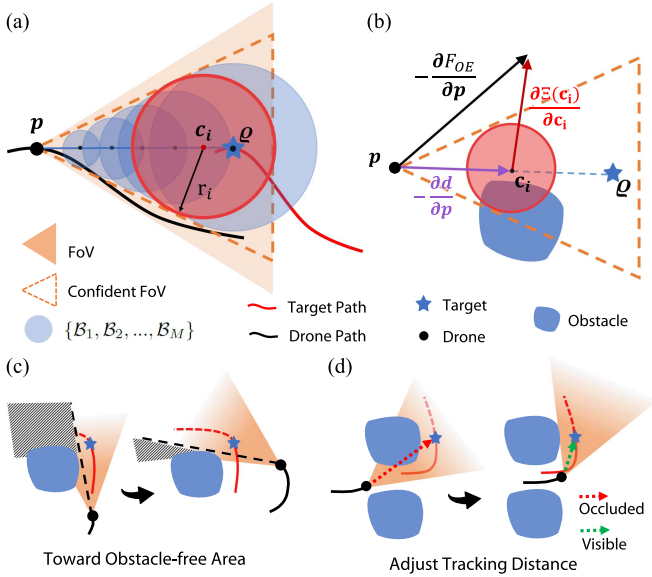 (a)
(b)
p
c_i
ϱ
r_i
−∂F_OE/∂p
∂Ξ(c_i)/∂c_i
p
−∂d/∂p
c_i
ϱ
FoV
Confident FoV
{B_1, B_2, ..., B_M}
Target Path
Drone Path
Target
Drone
Obstacle
(c)
(d)
Occluded
Visible
Toward Obstacle-free Area
Adjust Tracking Distance